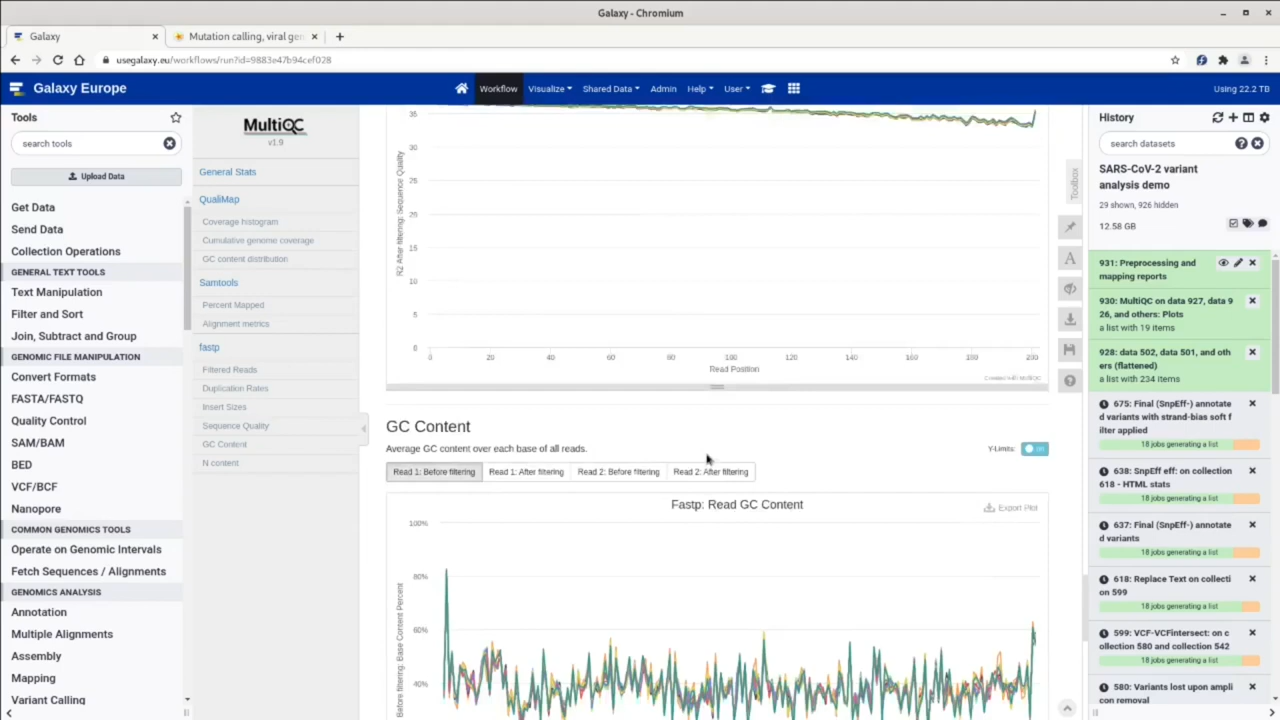 Galaxy - Chromium
Galaxy
Mutation calling, viral gen
usegalaxy.eu/workflows/run?id=9883e47b94cef028
Galaxy Europe
Workflow
Visualize
Shared Data
Admin
Help
User
Using 22.2 TB
Tools
search tools
Upload Data
Get Data
Send Data
Collection Operations
GENERAL TEXT TOOLS
Text Manipulation
Filter and Sort
Join, Subtract and Group
GENOMIC FILE MANIPULATION
Convert Formats
FASTA/FASTQ
Quality Control
SAM/BAM
BED
VCF/BCF
Nanopore
COMMON GENOMICS TOOLS
Operate on Genomic Intervals
Fetch Sequences / Alignments
GENOMICS ANALYSIS
Annotation
Multiple Alignments
Assembly
Mapping
Variant Calling
MultiQC
v1.9
General Stats
QualiMap
Coverage histogram
Cumulative genome coverage
GC content distribution
Samtools
Percent Mapped
Alignment metrics
fastp
Filtered Reads
Duplication Rates
Insert Sizes
Sequence Quality
GC Content
N content
R2 After filtering: Sequence Quality
35
30
25
20
15
10
5
0
0 20 40 60 80 100 120 140 160 180 200
Read Position
Created with MultiQC
GC Content
Average GC content over each base of all reads.
Y-Limits: on
Read 1: Before filtering
Read 1: After filtering
Read 2: Before filtering
Read 2: After filtering
Fastp: Read GC Content
Export Plot
100%
80%
60%
40%
Before filtering: Base Content Percent
Toolbox
A
History
search datasets
SARS-CoV-2 variant
analysis demo
29 shown, 926 hidden
12.58 GB
931: Preprocessing and
mapping reports
930: MultiQC on data 927, data 9
26, and others: Plots
a list with 19 items
928: data 502, data 501, and oth
ers (flattened)
a list with 234 items
675: Final (SnpEff-) annotate
d variants with strand-bias soft f
ilter applied
18 jobs generating a list
638: SnpEff eff: on collection
618 - HTML stats
18 jobs generating a list
637: Final (SnpEff-) annotate
d variants
18 jobs generating a list
618: Replace Text on collecti
on 599
18 jobs generating a list
599: VCF-VCFintersect: on c
ollection 580 and collection 542
18 jobs generating a list
580: Variants lost upon ampli
con removal